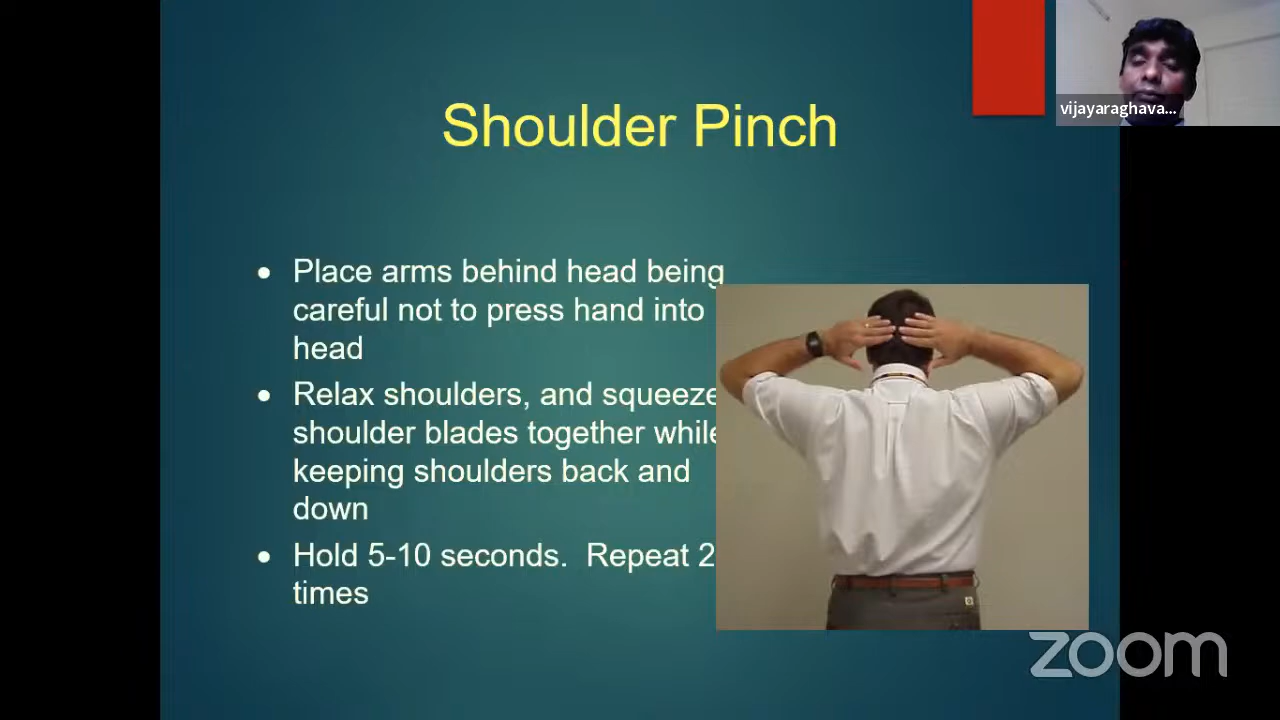 Shoulder Pinch
vijayaraghava...
• Place arms behind head being
careful not to press hand into
head
• Relax shoulders, and squeeze
shoulder blades together while
keeping shoulders back and
down
• Hold 5-10 seconds.  Repeat 2
times
zoom